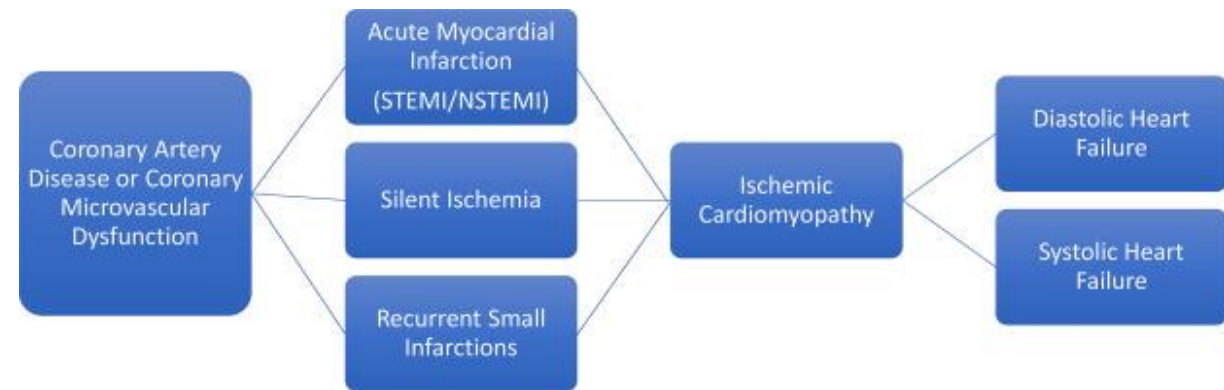 Coronary Artery
Disease or Coronary
Microvascular
Dysfunction
Acute Myocardial
Infarction
(STEMI/NSTEMI)
Silent Ischemia
Recurrent Small
Infarctions
Ischemic
Cardiomyopathy
Diastolic Heart
Failure
Systolic Heart
Failure